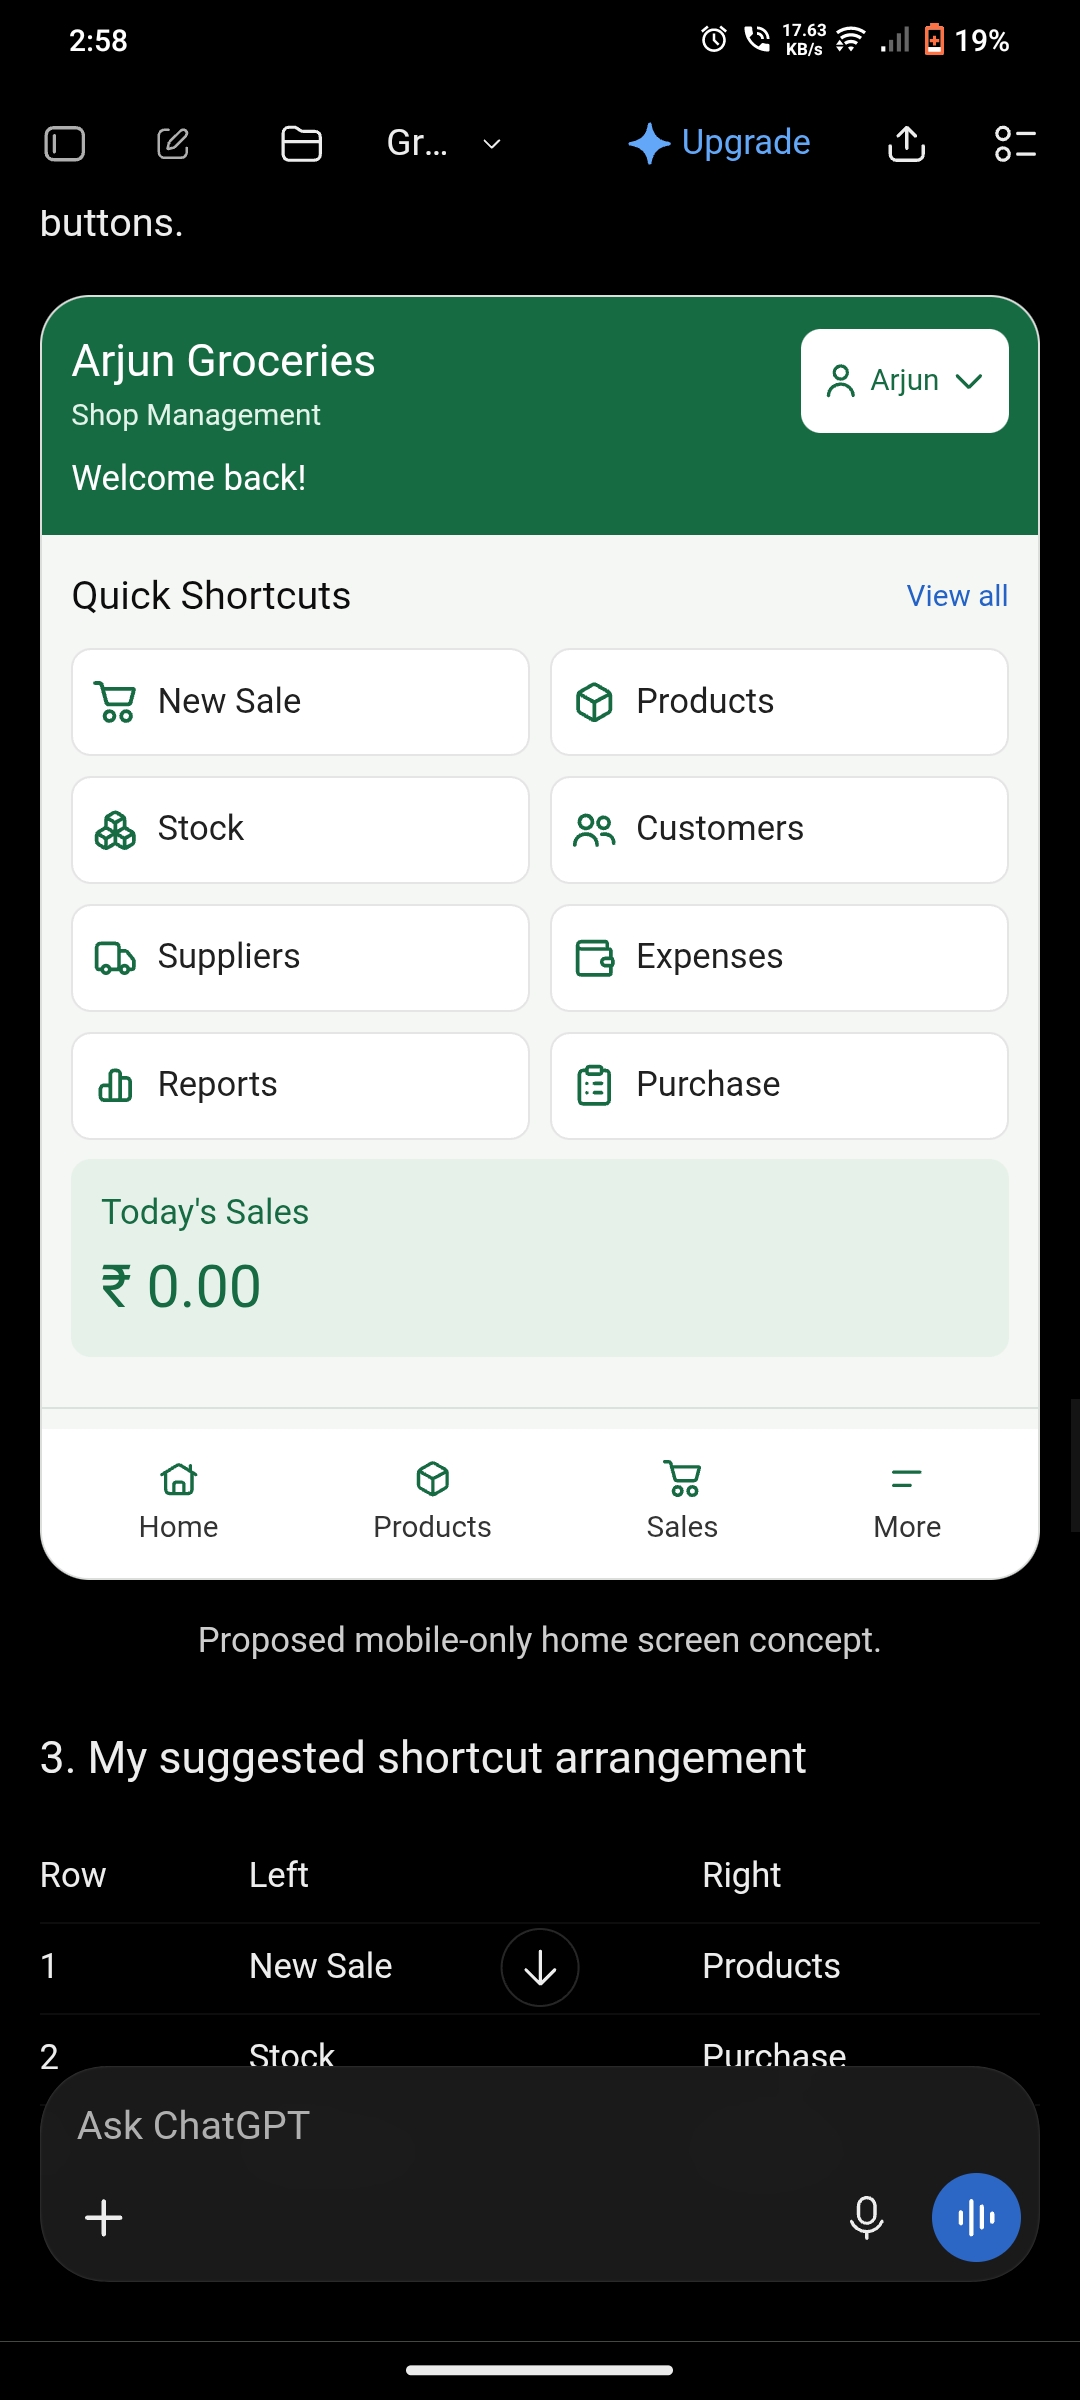 2:58
17.63
KB/s
19%
Gr...
Upgrade
buttons.
Arjun Groceries
Arjun
Shop Management
Welcome back!
Quick Shortcuts
View all
New Sale
Products
Stock
Customers
Suppliers
Expenses
Reports
Purchase
Today's Sales
₹ 0.00
Home
Products
Sales
More
Proposed mobile-only home screen concept.
3. My suggested shortcut arrangement
Row Left Right
1 New Sale Products
2 Stock Purchase
Ask ChatGPT